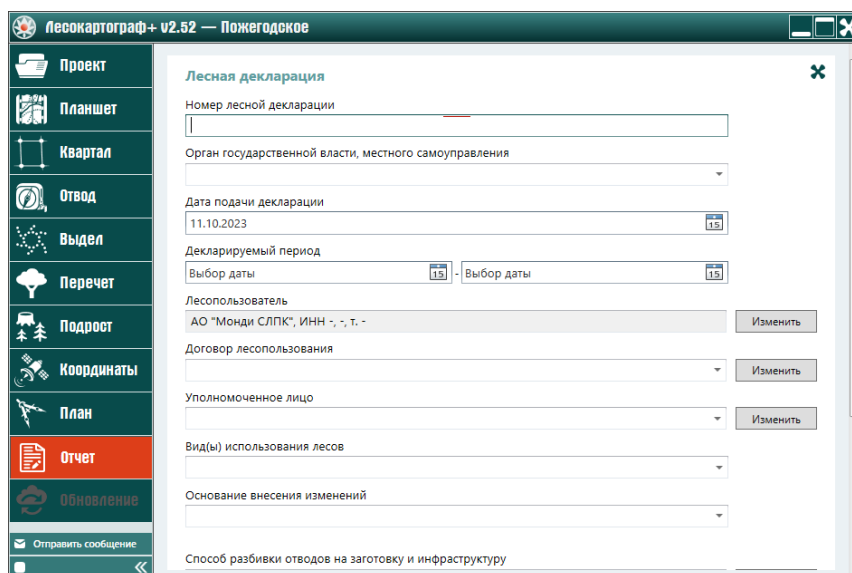 Лесокартограф+ v2.52 — Пожегодское
Проект
Планшет
Квартал
Отвод
Выдел
Перечет
Подрост
Координаты
План
Отчет
Обновление
Отправить сообщение
Лесная декларация
Номер лесной декларации
Орган государственной власти, местного самоуправления
Дата подачи декларации
11.10.2023
15
Декларируемый период
Выбор даты 15 - Выбор даты 15
Лесопользователь
АО "Монди СЛПК", ИНН -, -, т. - Изменить
Договор лесопользования
Изменить
Уполномоченное лицо
Изменить
Вид(ы) использования лесов
Основание внесения изменений
Способ разбивки отводов на заготовку и инфраструктуру